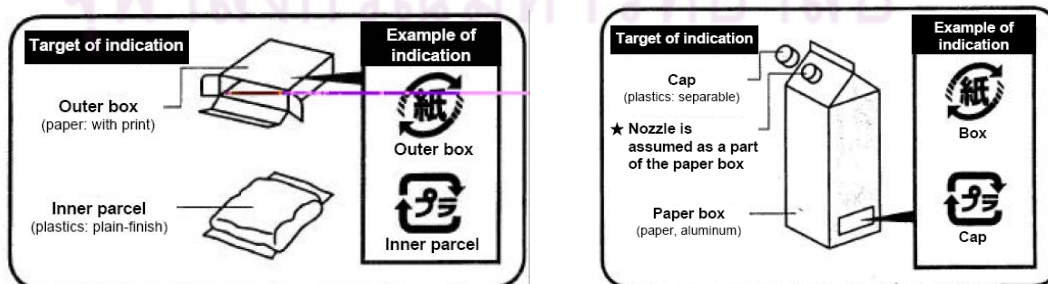 Target of indication
Example of
indication
Outer box
(paper: with print)
紙
Outer box
Inner parcel
(plastics: plain-finish)
プラ
Inner parcel
Target of indication
Example of
indication
Cap
(plastics: separable)
★ Nozzle is
assumed as a part
of the paper box
紙
Box
Paper box
(paper, aluminum)
プラ
Cap